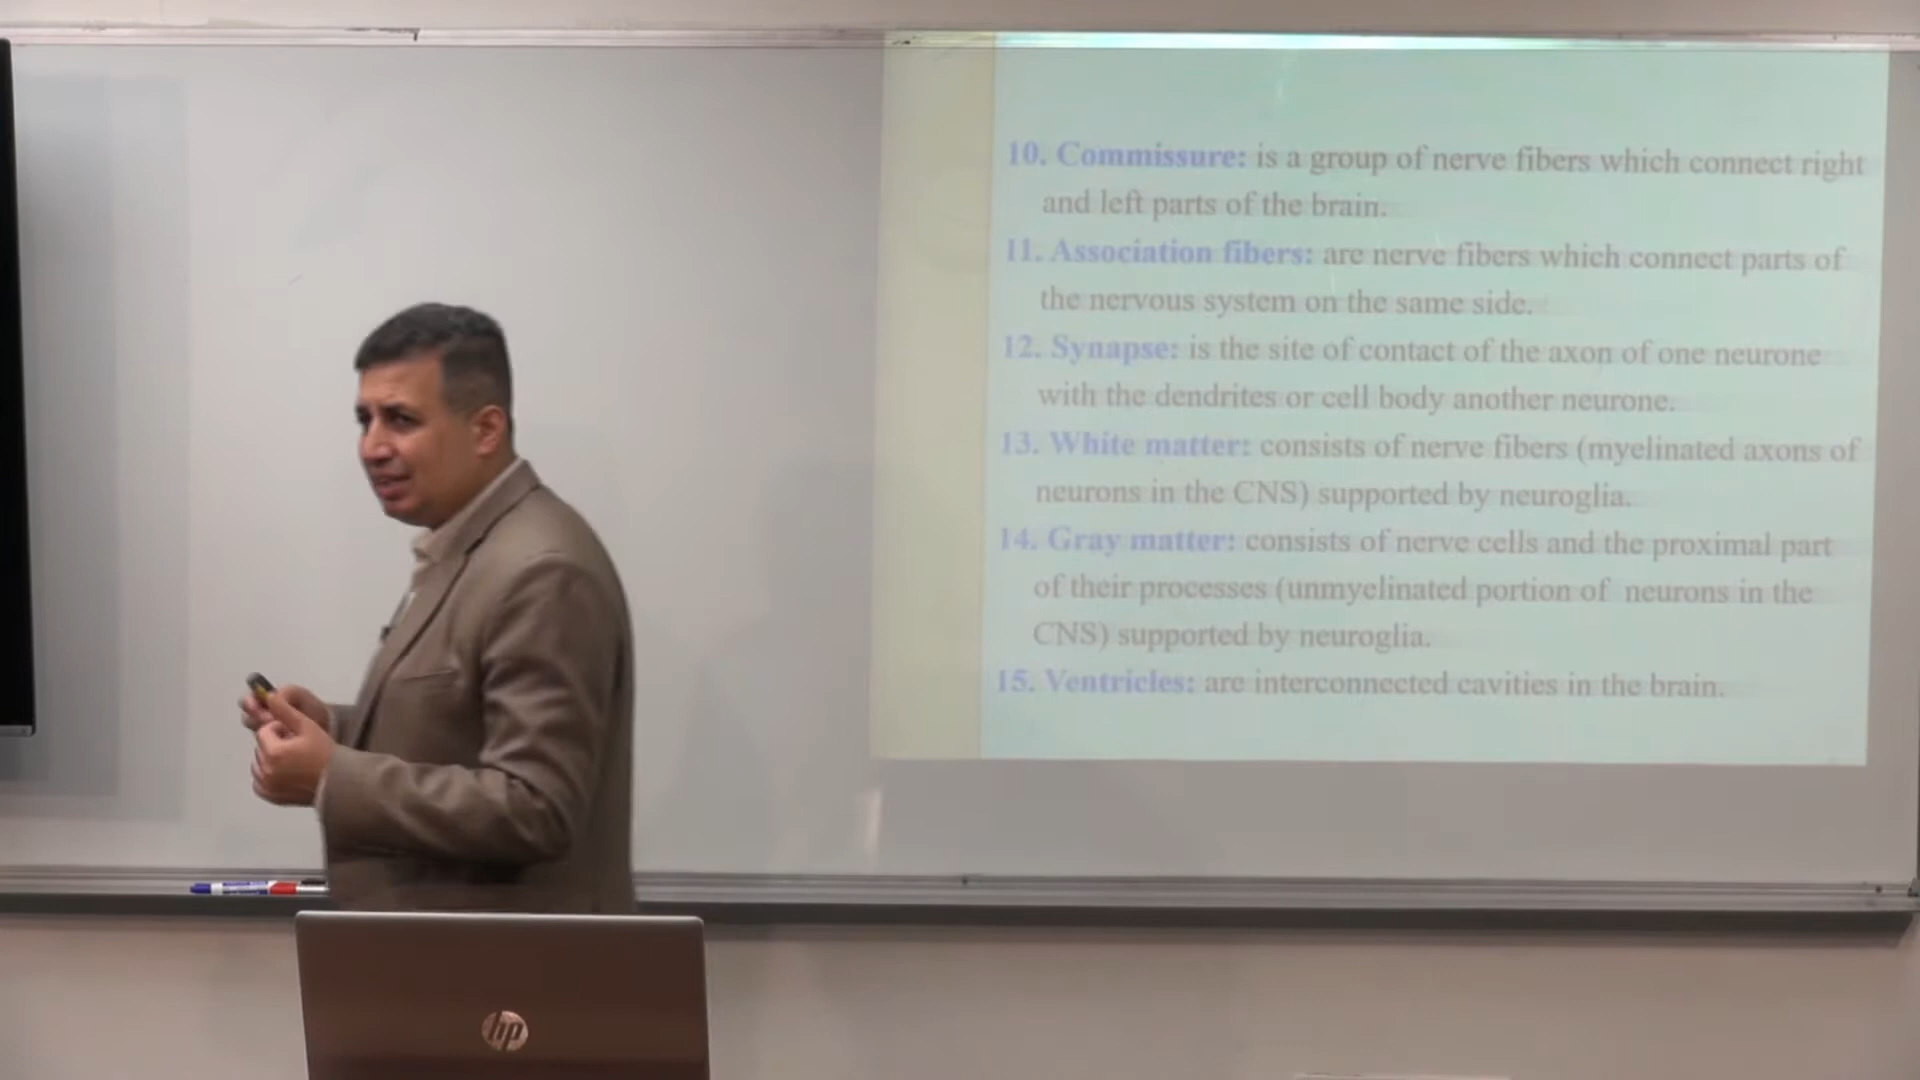 10. Commissure: is a group of nerve fibers which connect right
and left parts of the brain.
11. Association fibers: are nerve fibers which connect parts of
the nervous system on the same side.
12. Synapse: is the site of contact of the axon of one neurone
with the dendrites or cell body another neurone.
13. White matter: consists of nerve fibers (myelinated axons of
neurons in the CNS) supported by neuroglia.
14. Gray matter: consists of nerve cells and the proximal part
of their processes (unmyelinated portion of neurons in the
CNS) supported by neuroglia.
15. Ventricles: are interconnected cavities in the brain.
hp